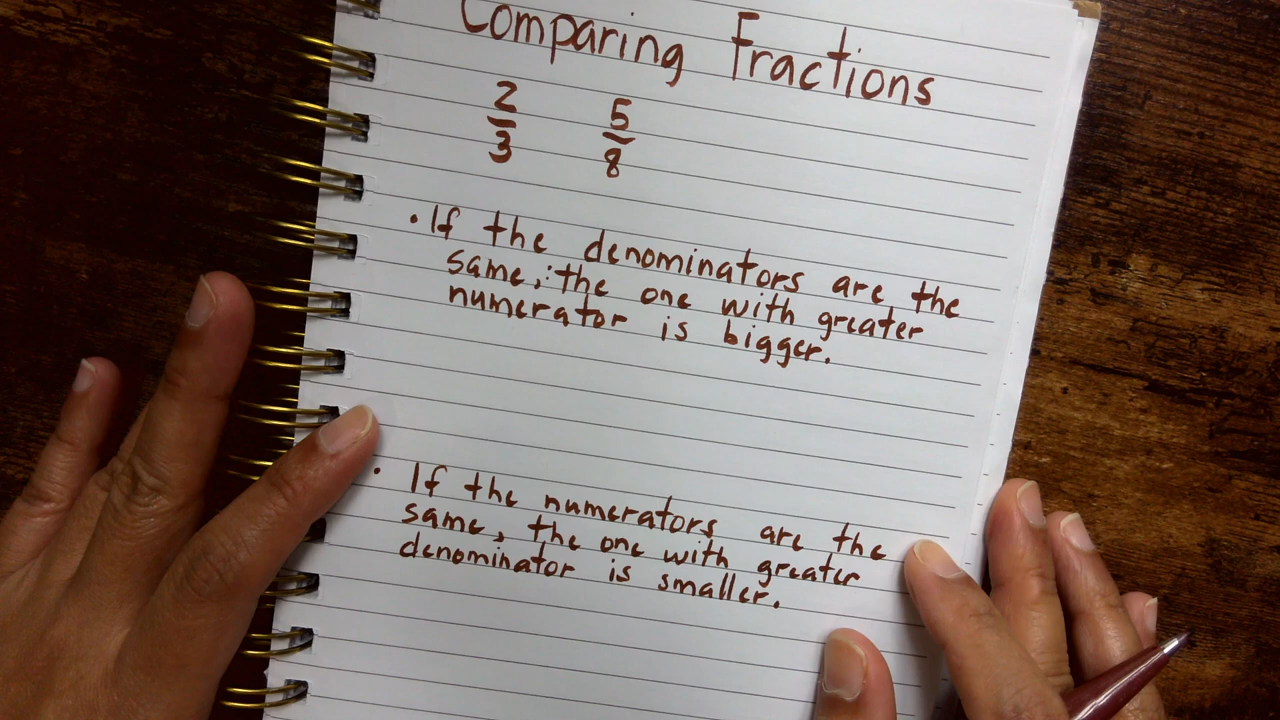 Comparing Fractions
2/3 5/8
• If the denominators are the
same, the one with greater
numerator is bigger.
• If the numerators are the
same, the one with greater
denominator is smaller.